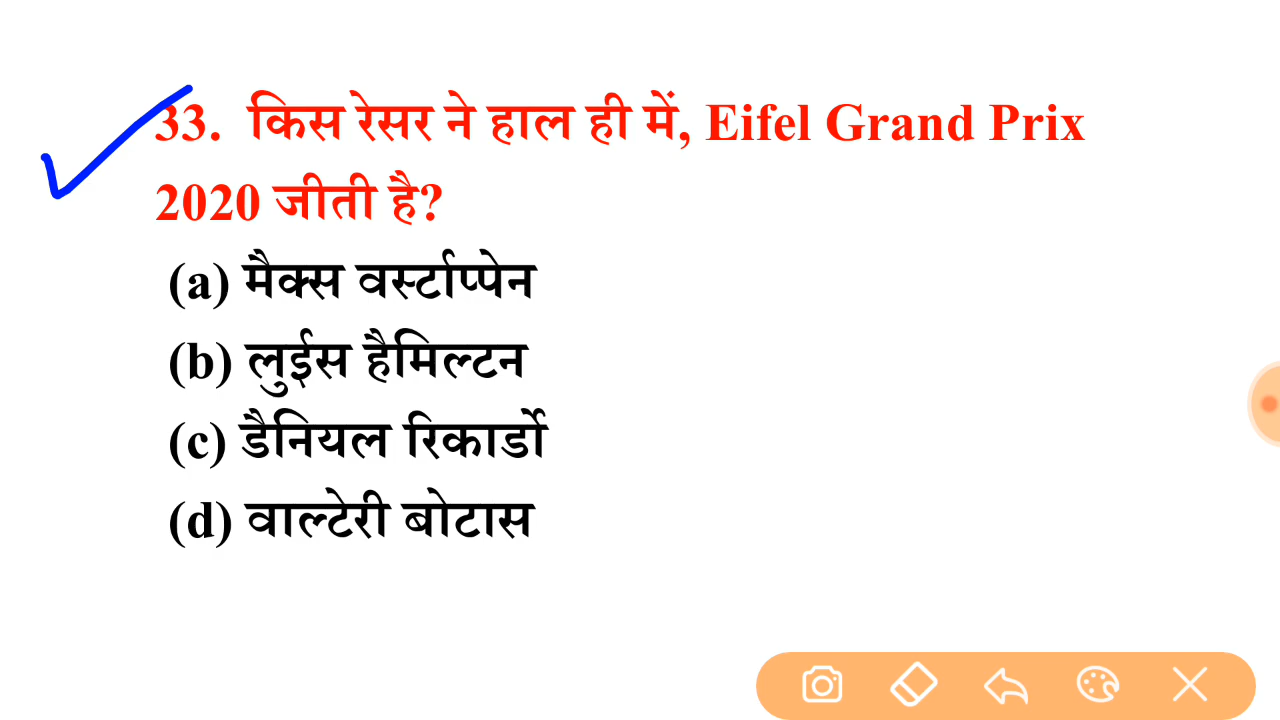 33. किस रेसर ने हाल ही में, Eifel Grand Prix
2020 जीती है?
(a) मैक्स वर्स्टाप्पेन
(b) लुईस हैमिल्टन
(c) डैनियल रिकार्डो
(d) वाल्टेरी बोटास